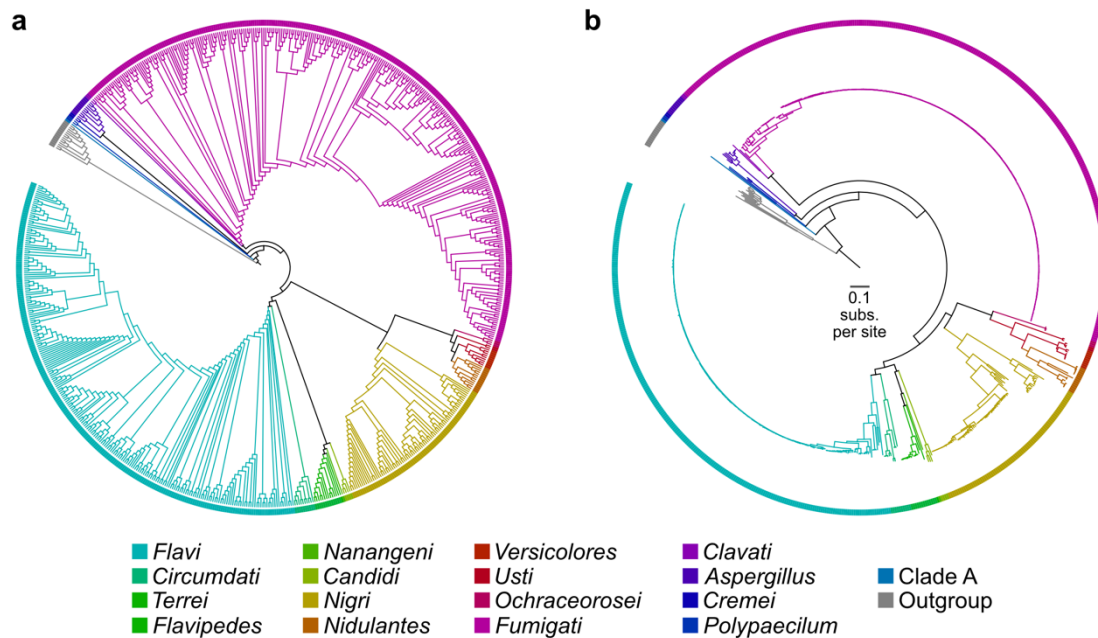 a
b
0.1
subs.
per site
Flavi
Circumdati
Terrei
Flavipedes
Nanangeni
Candidi
Nigri
Nidulantes
Versicolores
Usti
Ochraceorosei
Fumigati
Clavati
Aspergillus
Cremei
Polypaecilum
Clade A
Outgroup